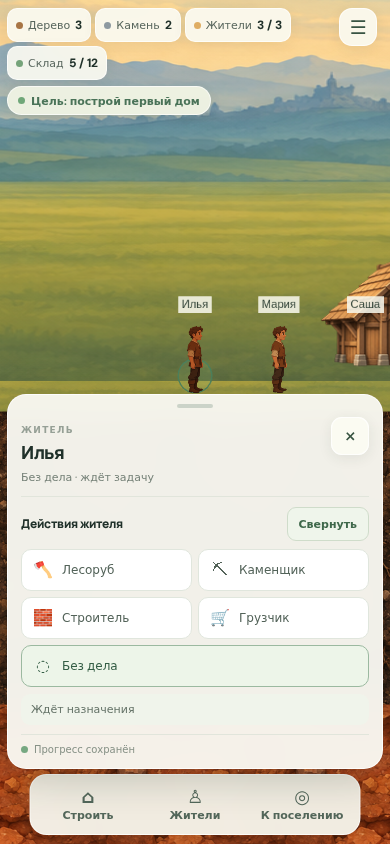 Дерево 3
Камень 2
Жители 3 / 3
Склад 5 / 12
Цель: построй первый дом
Илья
Мария
Саша
ЖИТЕЛЬ
Илья
Без дела · ждёт задачу
Действия жителя
Свернуть
Лесоруб
Каменщик
Строитель
Грузчик
Без дела
Ждёт назначения
Прогресс сохранён
Строить
Жители
К поселению